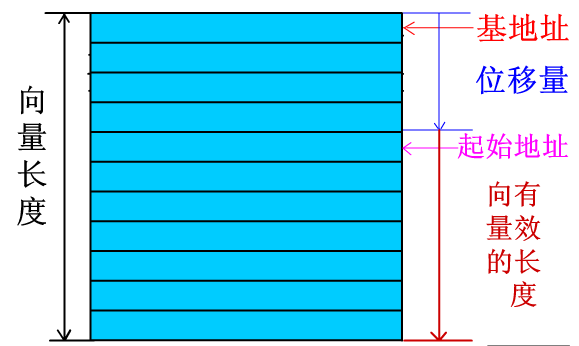 基地址
位移量
起始地址
向量长度
向有
量效
的长
度